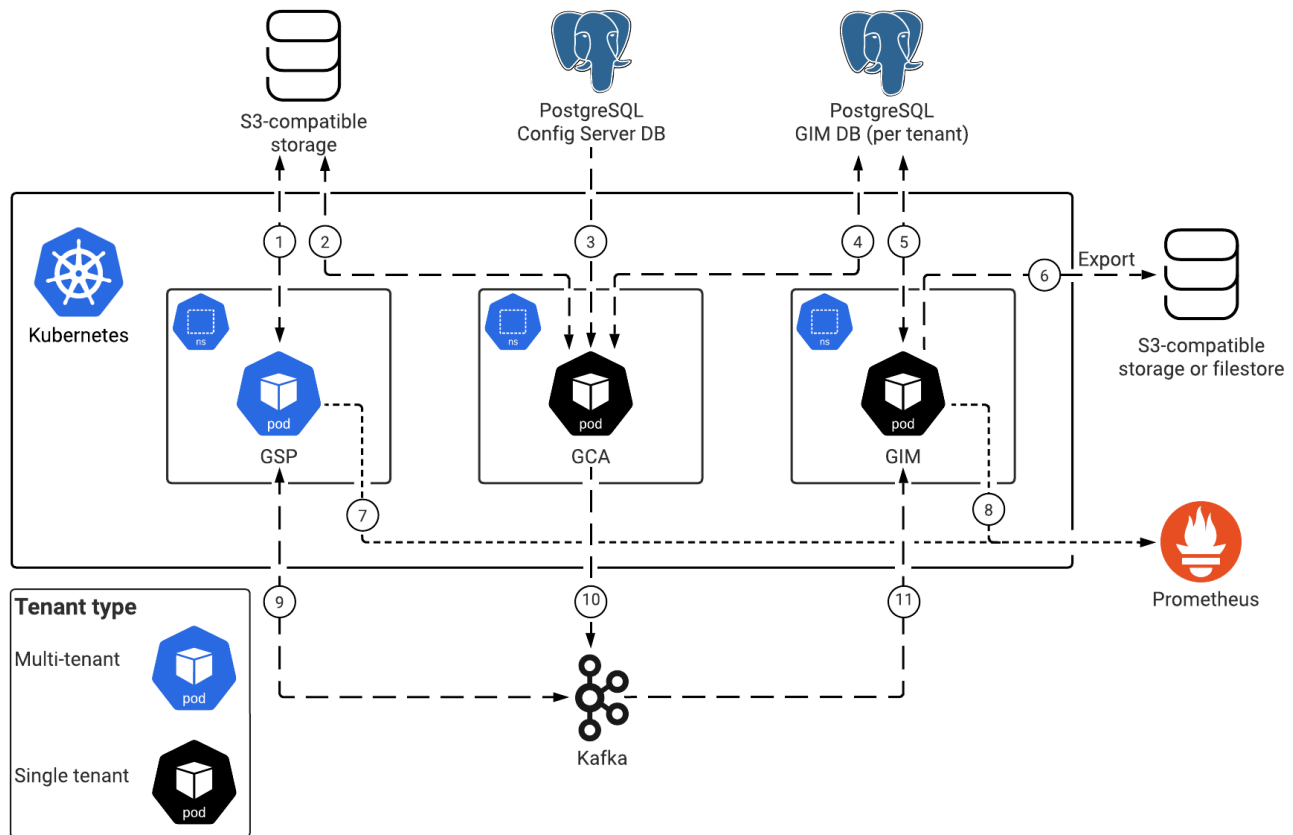 S3-compatible
storage
PostgreSQL
Config Server DB
PostgreSQL
GIM DB (per tenant)
1
2
3
4
5
6
Export
S3-compatible
storage or filestore
Kubernetes
ns
ns
ns
pod
pod
pod
GSP
GCA
GIM
7
8
Prometheus
9
10
11
Kafka
Tenant type
Multi-tenant
pod
Single tenant
pod